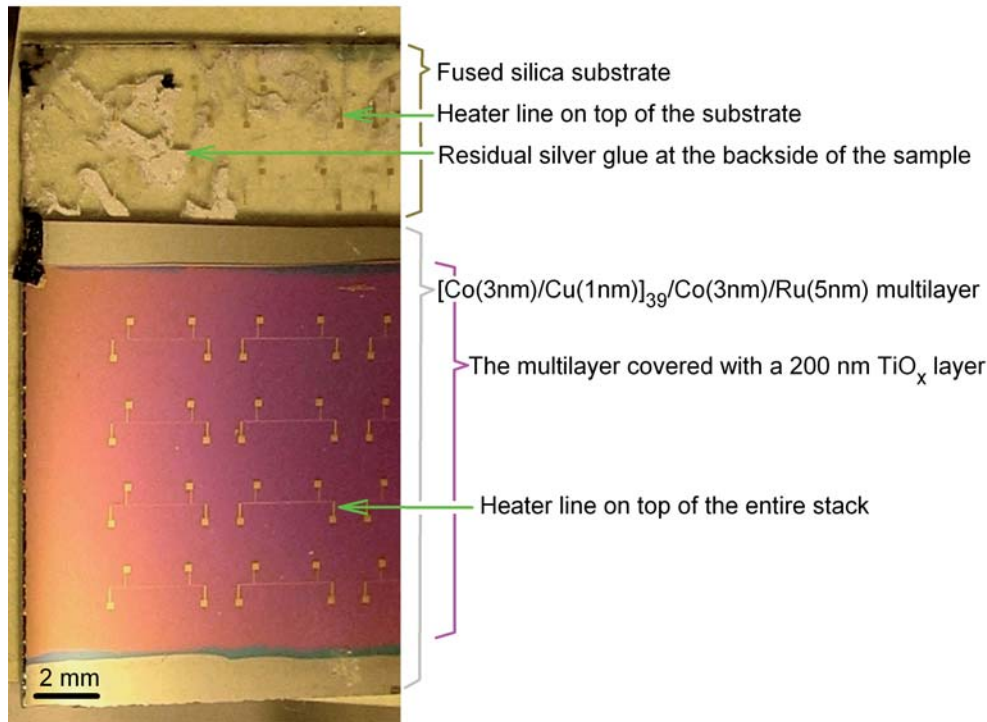 Fused silica substrate
Heater line on top of the substrate
Residual silver glue at the backside of the sample
[Co(3nm)/Cu(1nm)]₃₉/Co(3nm)/Ru(5nm) multilayer
The multilayer covered with a 200 nm TiOₓ layer
Heater line on top of the entire stack
2 mm